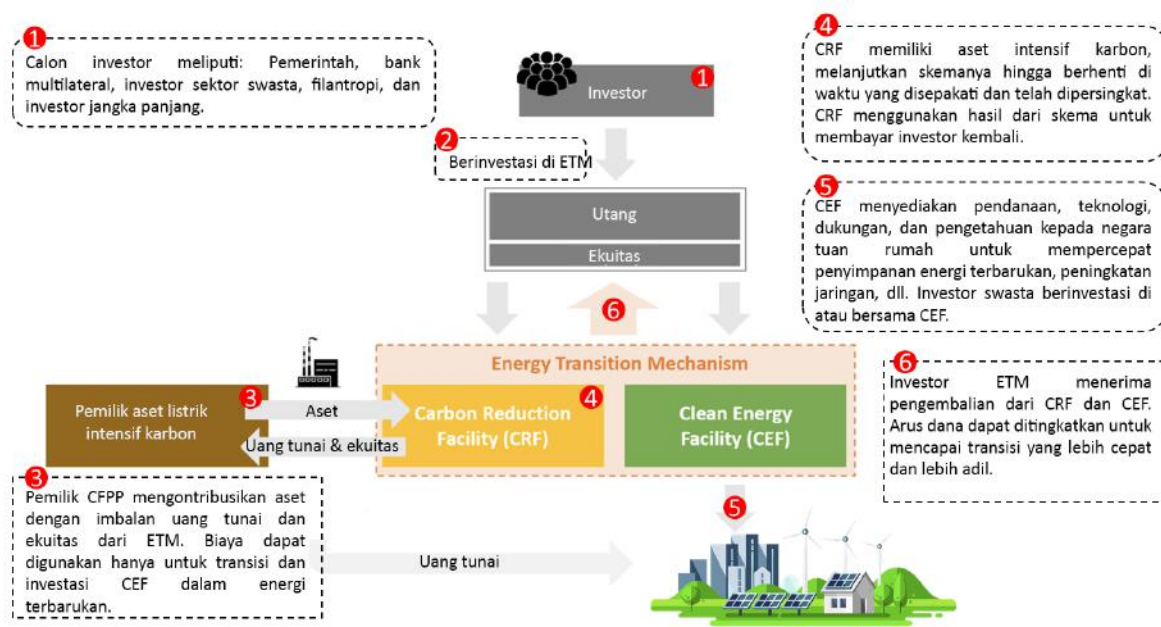 1
Calon investor meliputi: Pemerintah, bank
multilateral, investor sektor swasta, filantropi, dan
investor jangka panjang.
Investor
1
2
Berinvestasi di ETM
Utang
Ekuitas
4
CRF memiliki aset intensif karbon,
melanjutkan skemanya hingga berhenti di
waktu yang disepakati dan telah dipersingkat.
CRF menggunakan hasil dari skema untuk
membayar investor kembali.
5
CEF menyediakan pendanaan, teknologi,
dukungan, dan pengetahuan kepada negara
tuan rumah untuk mempercepat
penyimpanan energi terbarukan, peningkatan
jaringan, dll. Investor swasta berinvestasi di
atau bersama CEF.
6
Energy Transition Mechanism
Pemilik aset listrik
intensif karbon
3
Aset
Uang tunai & ekuitas
Carbon Reduction
Facility (CRF)
4
Clean Energy
Facility (CEF)
6
Investor ETM menerima
pengembalian dari CRF dan CEF.
Arus dana dapat ditingkatkan untuk
mencapai transisi yang lebih cepat
dan lebih adil.
3
Pemilik CFPP mengontribusikan aset
dengan imbalan uang tunai dan
ekuitas dari ETM. Biaya dapat
digunakan hanya untuk transisi dan
investasi CEF dalam energi
terbarukan.
Uang tunai
5